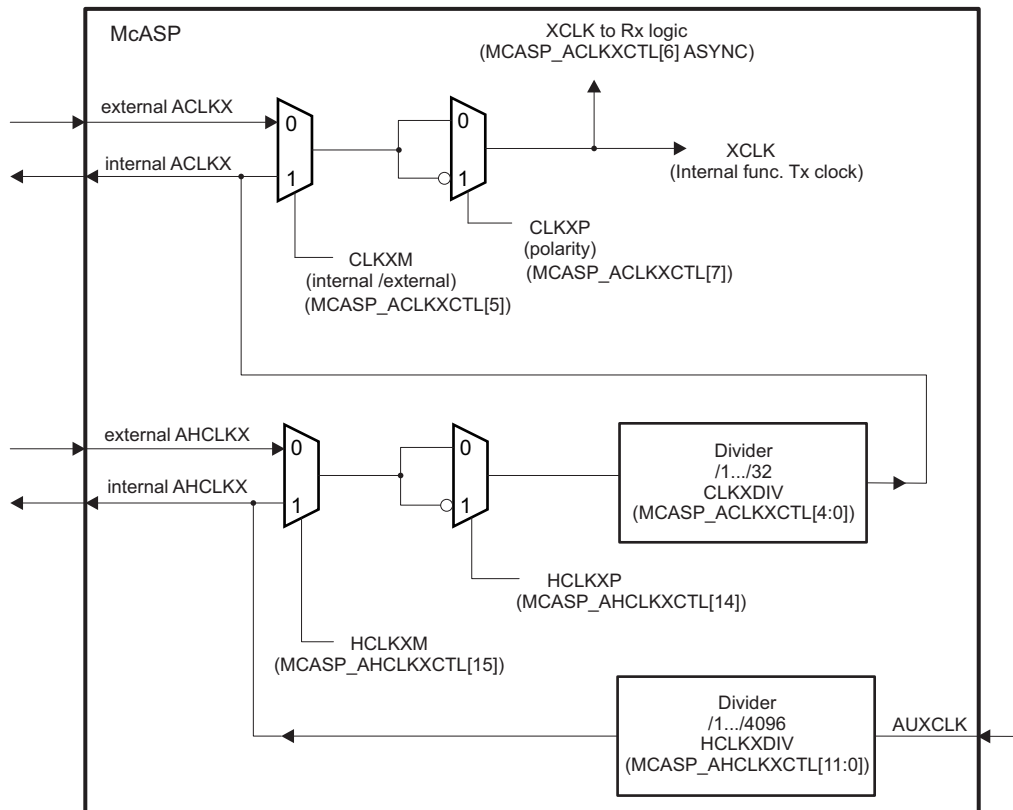 McASP
XCLK to Rx logic
(MCASP_ACLKXCTL[6] ASYNC)
external ACLKX
0
0
internal ACLKX
1
1
XCLK
(Internal func. Tx clock)
CLKXP
(polarity)
(MCASP_ACLKXCTL[7])
CLKXM
(internal /external)
(MCASP_ACLKXCTL[5])
external AHCLKX
0
0
internal AHCLKX
1
1
Divider
/1.../32
CLKXDIV
(MCASP_ACLKXCTL[4:0])
HCLKXP
(MCASP_AHCLKXCTL[14])
HCLKXM
(MCASP_AHCLKXCTL[15])
Divider
/1.../4096
HCLKXDIV
(MCASP_AHCLKXCTL[11:0])
AUXCLK